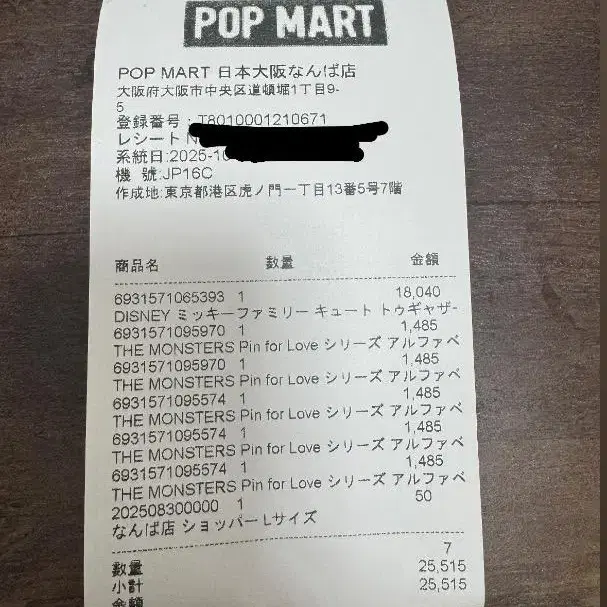 POP MART
POP MART 日本大阪なんば店
大阪府大阪市中央区道頓堀1丁目9-
5
登録番号：T8010001210671
レシート N
系統日:2025-10
機 號:JP16C
作成地:東京都港区虎ノ門一丁目13番5号7階
商品名 数量 金額
6931571065393 1 18,040
DISNEY ミッキーファミリー キュート トゥギャザ-
6931571095970 1 1,485
THE MONSTERS Pin for Love シリーズ アルファベ
6931571095970 1 1,485
THE MONSTERS Pin for Love シリーズ アルファベ
6931571095574 1 1,485
THE MONSTERS Pin for Love シリーズ アルファベ
6931571095574 1 1,485
THE MONSTERS Pin for Love シリーズ アルファベ
6931571095574 1 1,485
THE MONSTERS Pin for Love シリーズ アルファベ
202508300000 1 50
なんば店 ショッパー Lサイズ
数量 7
小計 25,515
金額 25,515